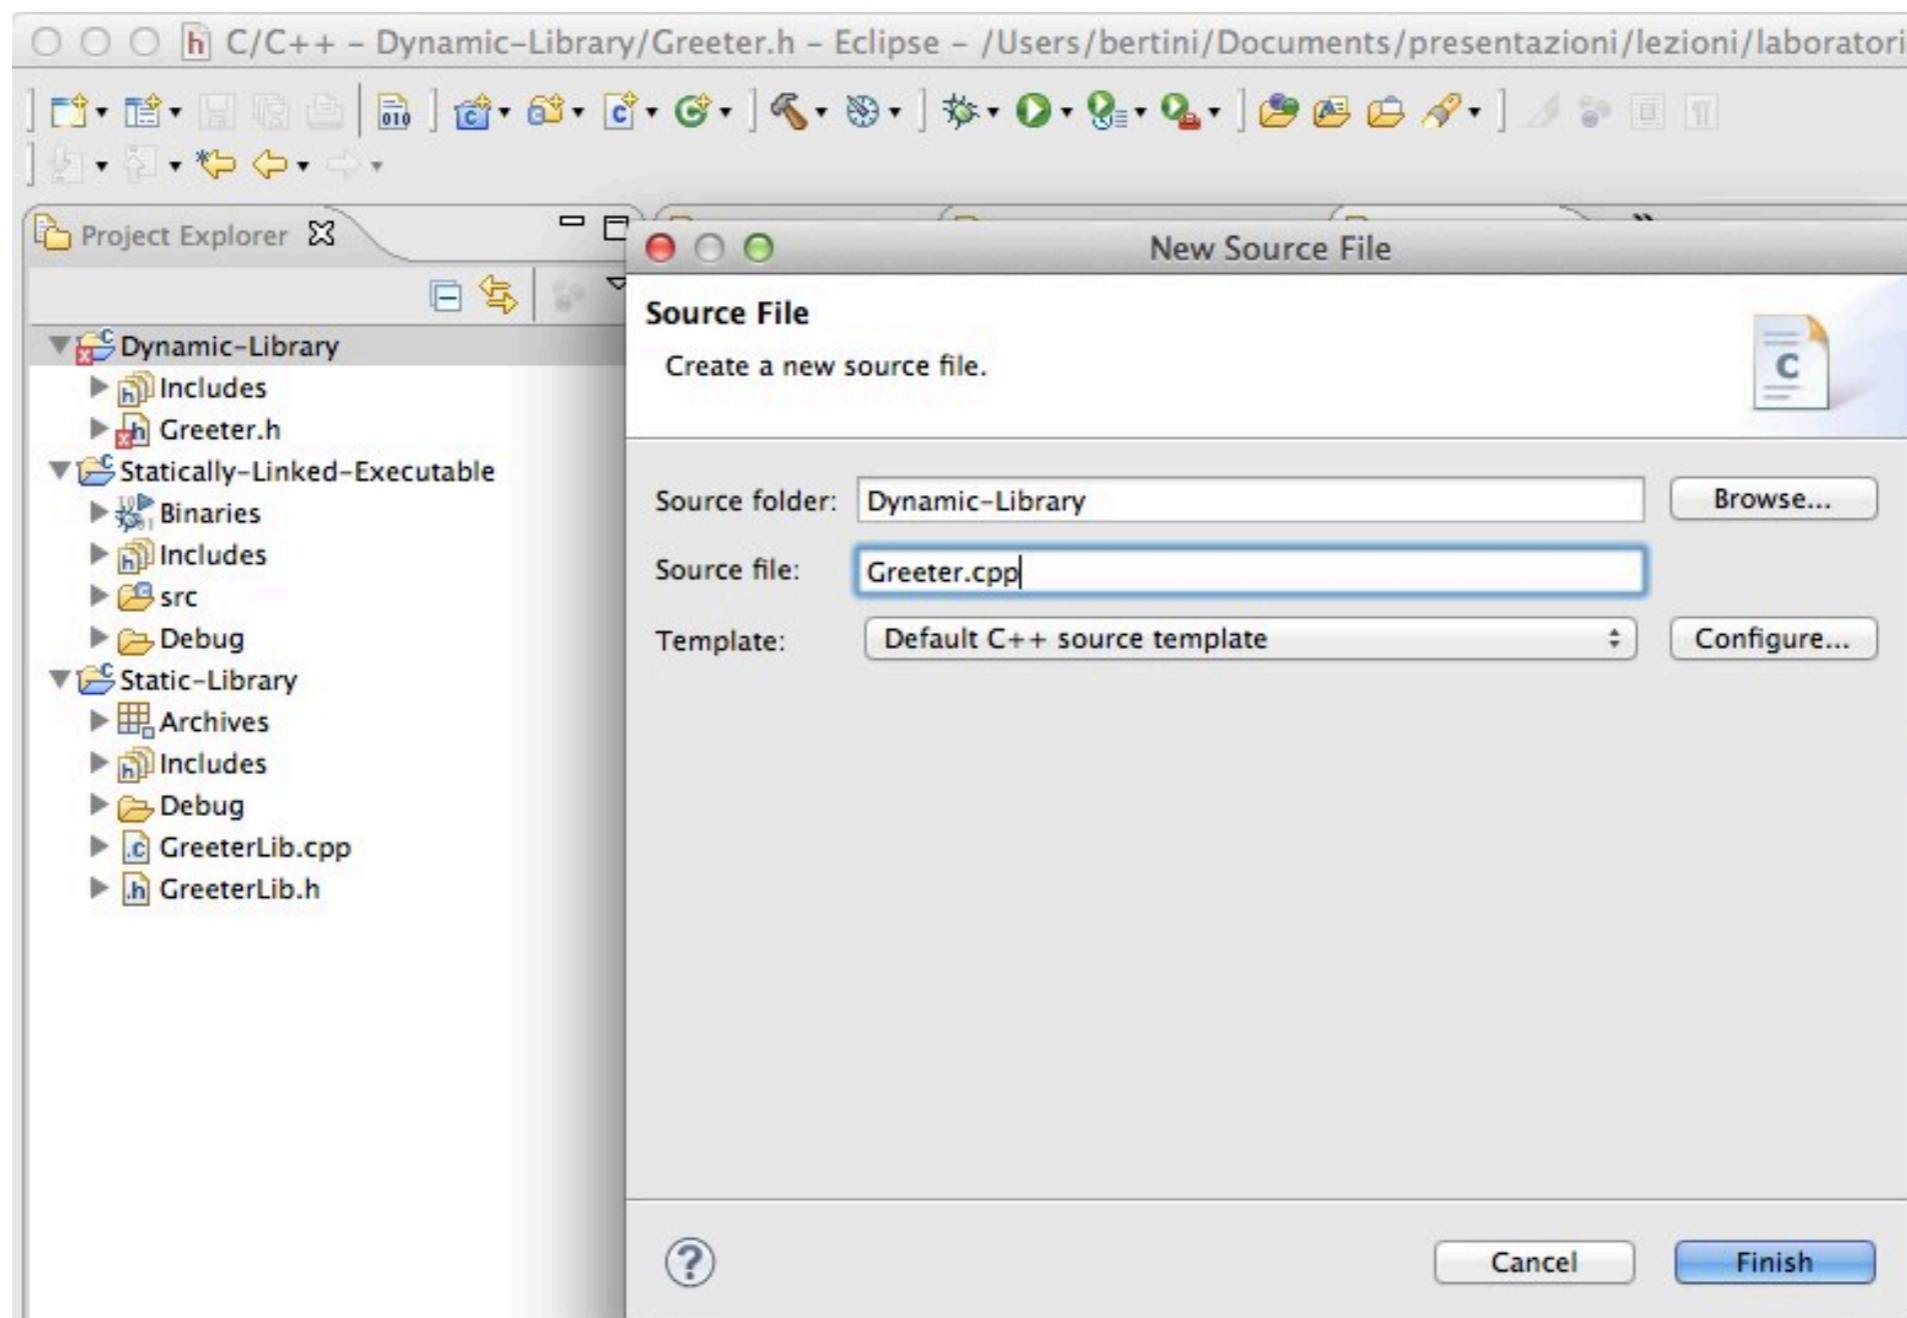 C/C++ – Dynamic-Library/Greeter.h – Eclipse – /Users/bertini/Documents/presentazioni/lezioni/laboratori
010
Project Explorer
New Source File
Source File
Create a new source file.
Dynamic-Library
Includes
Greeter.h
Statically-Linked-Executable
Binaries
Includes
src
Debug
Static-Library
Archives
Includes
Debug
GreeterLib.cpp
GreeterLib.h
Source folder: Dynamic-Library Browse...
Source file: Greeter.cpp
Template: Default C++ source template Configure...
? Cancel Finish